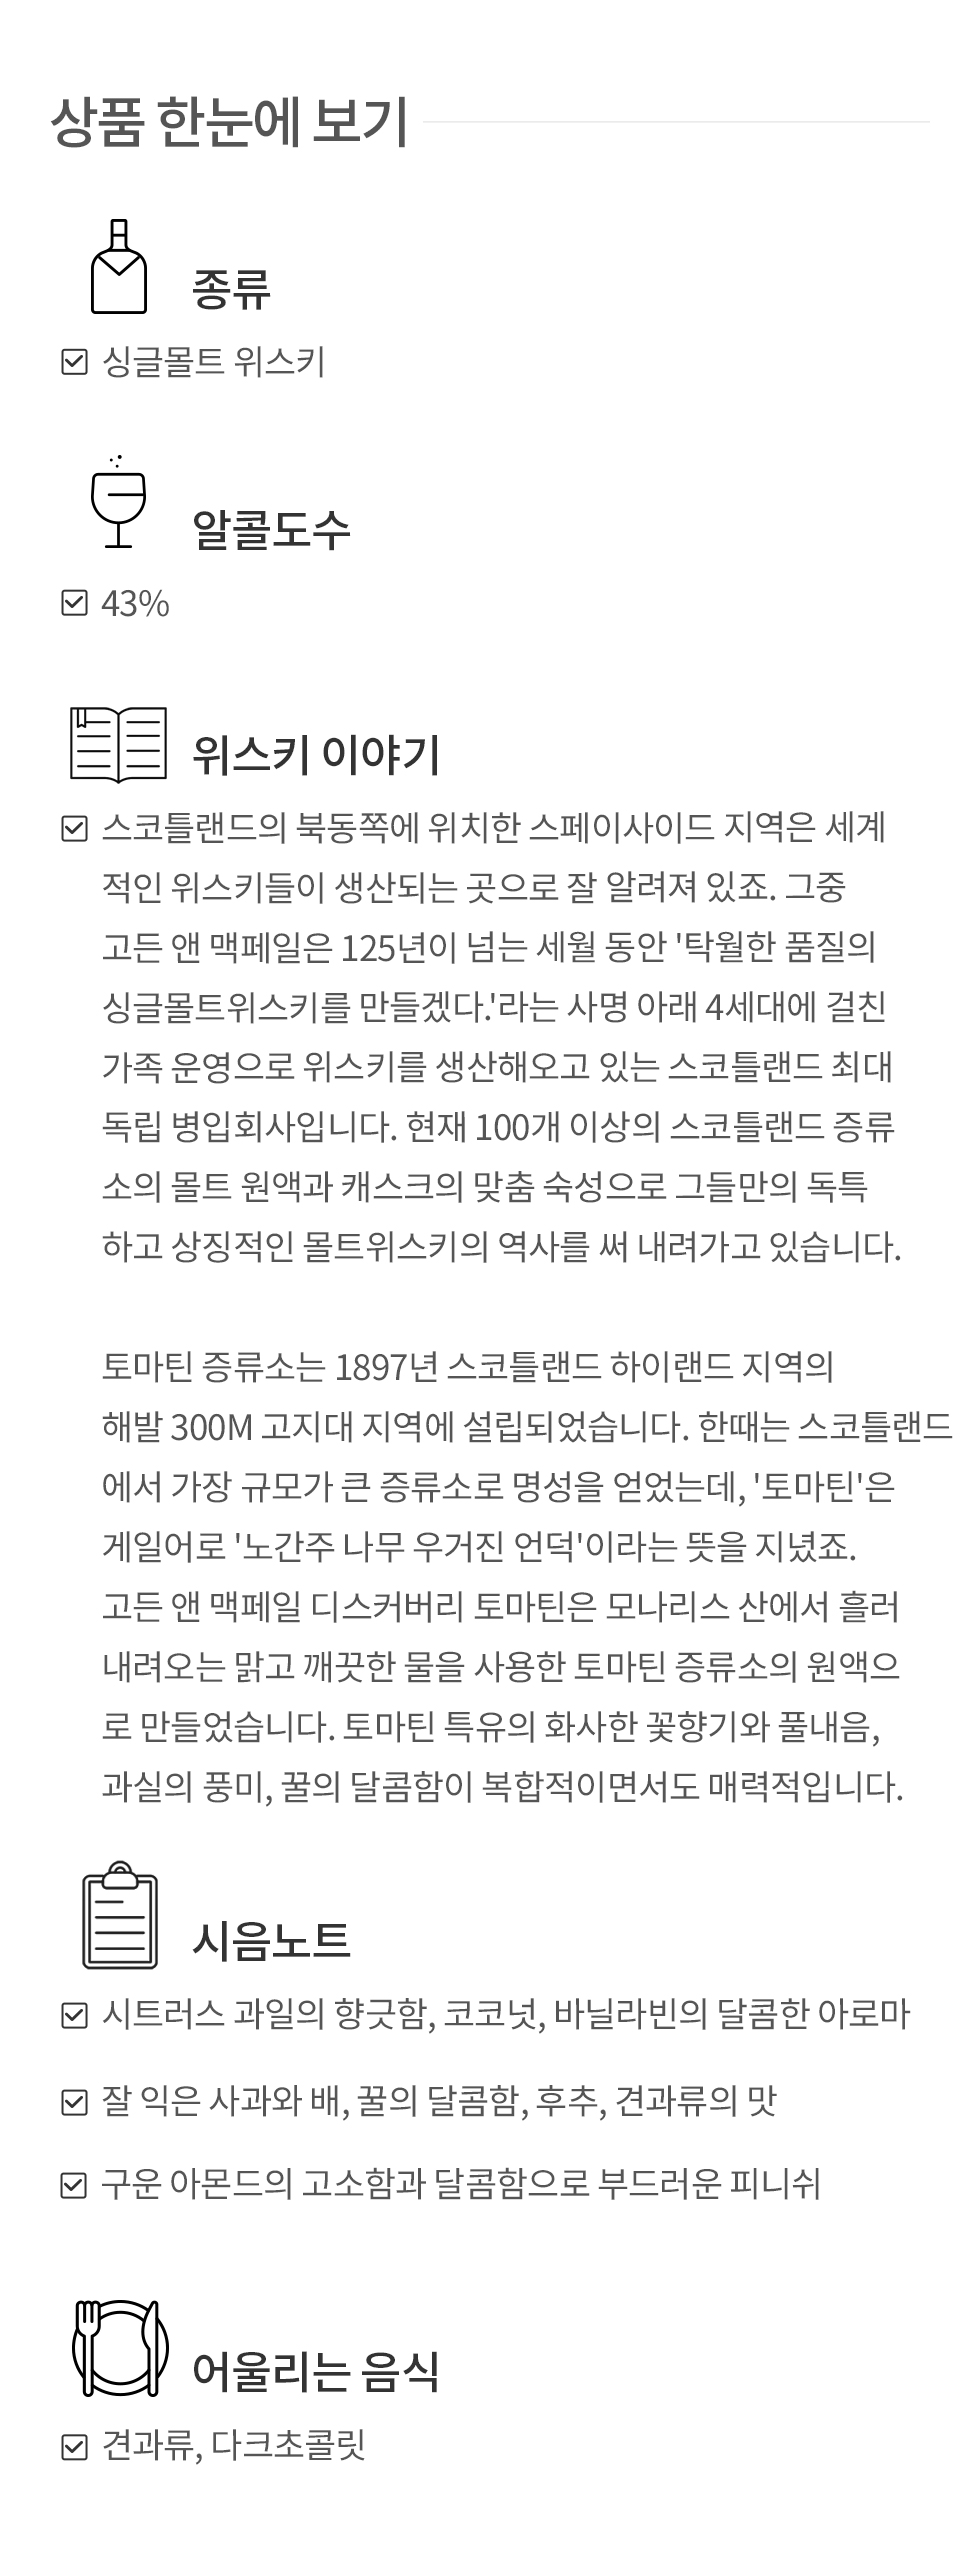 상품 한눈에 보기
종류
싱글몰트 위스키
알콜도수
43%
위스키 이야기
스코틀랜드의 북동쪽에 위치한 스페이사이드 지역은 세계
적인 위스키들이 생산되는 곳으로 잘 알려져 있죠. 그중
고든 앤 맥페일은 125년이 넘는 세월 동안 '탁월한 품질의
싱글몰트위스키를 만들겠다.'라는 사명 아래 4세대에 걸친
가족 운영으로 위스키를 생산해오고 있는 스코틀랜드 최대
독립 병입회사입니다. 현재 100개 이상의 스코틀랜드 증류
소의 몰트 원액과 캐스크의 맞춤 숙성으로 그들만의 독특
하고 상징적인 몰트위스키의 역사를 써 내려가고 있습니다.
토마틴 증류소는 1897년 스코틀랜드 하이랜드 지역의
해발 300M 고지대 지역에 설립되었습니다. 한때는 스코틀랜드
에서 가장 규모가 큰 증류소로 명성을 얻었는데, '토마틴'은
게일어로 '노간주 나무 우거진 언덕'이라는 뜻을 지녔죠.
고든 앤 맥페일 디스커버리 토마틴은 모나리스 산에서 흘러
내려오는 맑고 깨끗한 물을 사용한 토마틴 증류소의 원액으
로 만들었습니다. 토마틴 특유의 화사한 꽃향기와 풀내음,
과실의 풍미, 꿀의 달콤함이 복합적이면서도 매력적입니다.
시음노트
시트러스 과일의 향긋함, 코코넛, 바닐라빈의 달콤한 아로마
잘 익은 사과와 배, 꿀의 달콤함, 후추, 견과류의 맛
구운 아몬드의 고소함과 달콤함으로 부드러운 피니쉬
어울리는 음식
견과류, 다크초콜릿